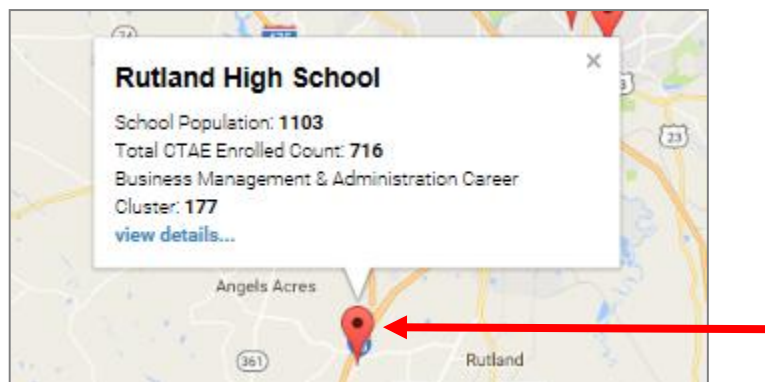 74
475
Rutland High School
×
School Population: 1103
Total CTAE Enrolled Count: 716
23
Business Management & Administration Career
Cluster: 177
view details...
Angels Acres
361
Rutland